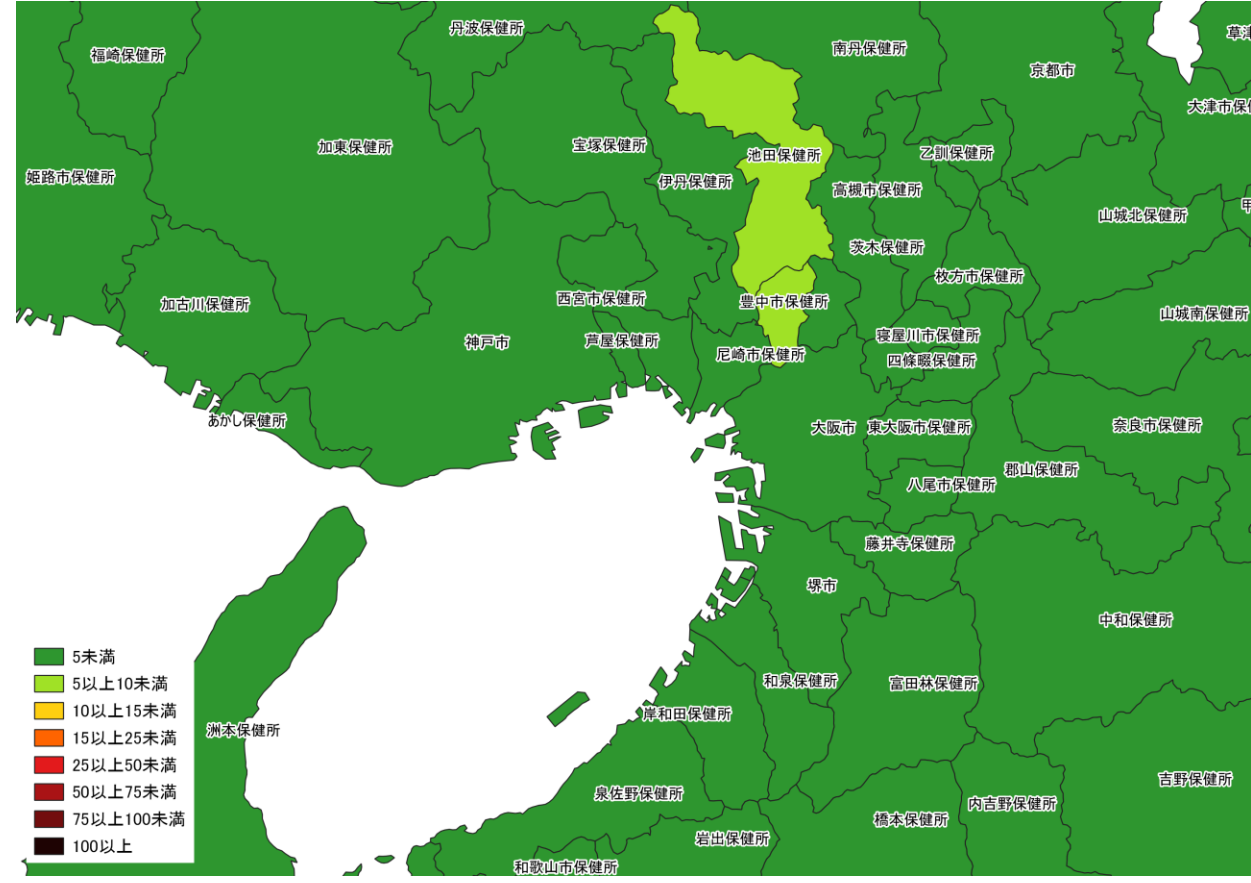 丹波保健所
南丹保健所
草津
福崎保健所
京都市
大津市保健
加東保健所
宝塚保健所
池田保健所
乙訓保健所
姫路市保健所
伊丹保健所
高槻市保健所
甲
山城北保健所
茨木保健所
枚方市保健所
加古川保健所
西宮市保健所
豊中市保健所
山城南保健所
神戸市
芦屋保健所
寝屋川市保健所
尼崎市保健所
四條畷保健所
あかし保健所
大阪市
東大阪市保健所
奈良市保健所
郡山保健所
八尾市保健所
藤井寺保健所
堺市
中和保健所
和泉保健所
富田林保健所
岸和田保健所
洲本保健所
吉野保健所
泉佐野保健所
内吉野保健所
橋本保健所
岩出保健所
和歌山市保健所
5未満
5以上10未満
10以上15未満
15以上25未満
25以上50未満
50以上75未満
75以上100未満
100以上